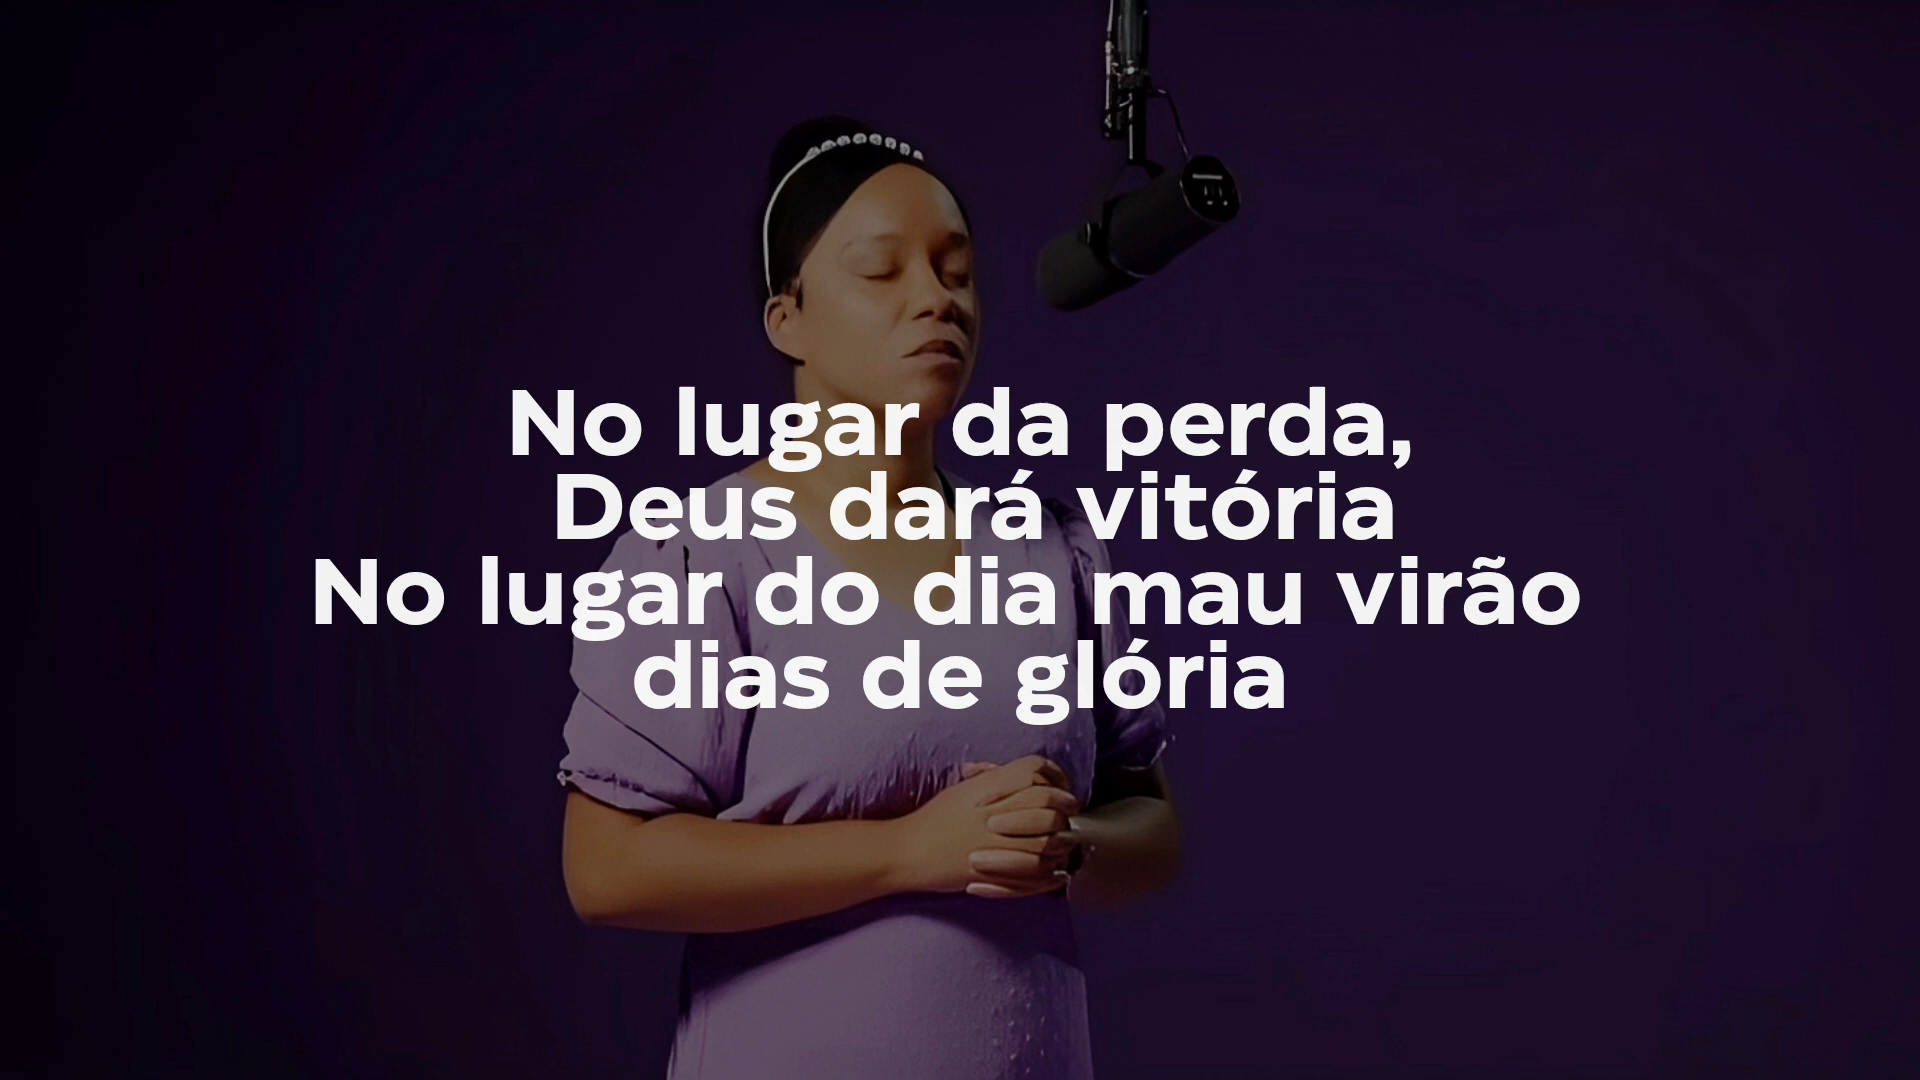 No lugar da perda,
Deus dará vitória
No lugar do dia mau virão
dias de glória